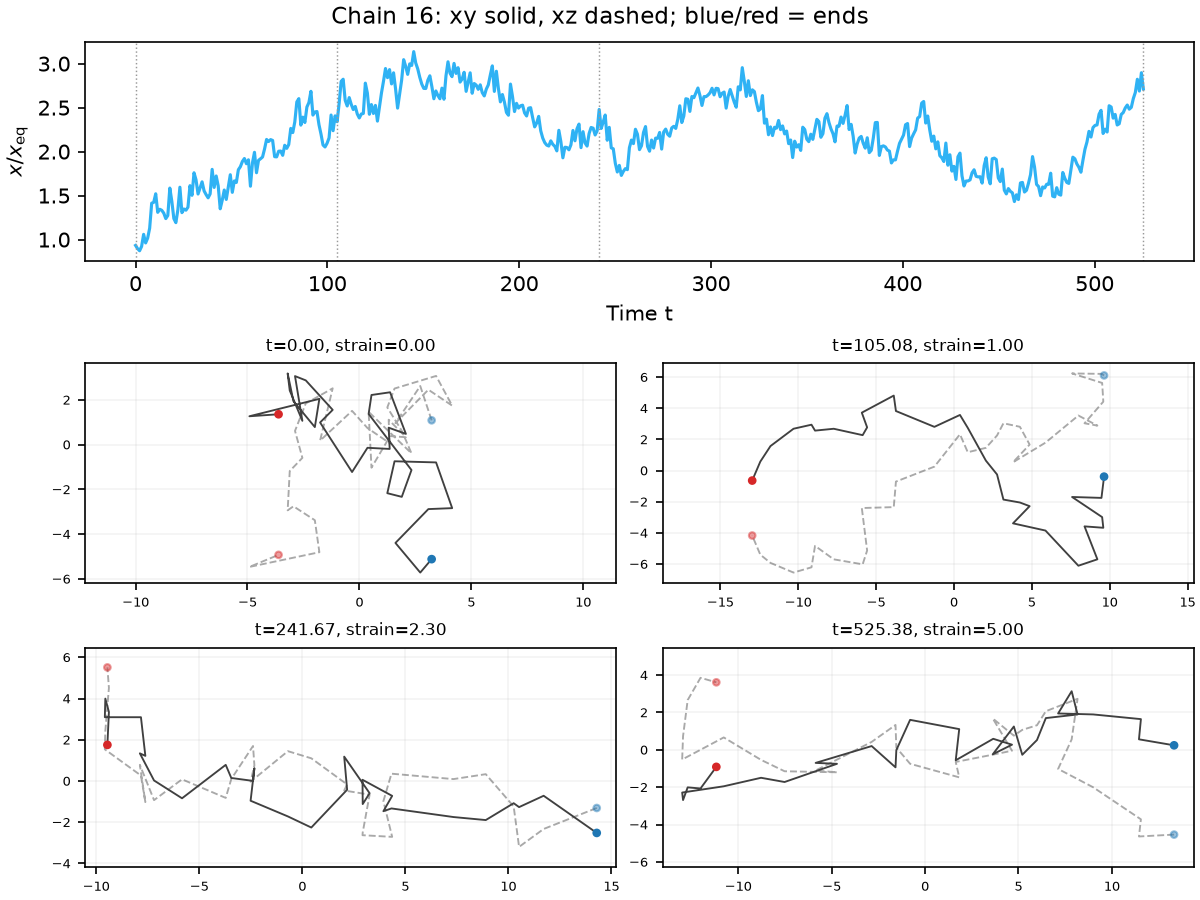 Chain 16: xy solid, xz dashed; blue/red = ends
3.0
2.5
2.0
1.5
1.0
x/x_eq
0 100 200 300 400 500
Time t
t=0.00, strain=0.00
2
0
−2
−4
−6
−10 −5 0 5 10
t=105.08, strain=1.00
6
4
2
0
−2
−4
−6
−15 −10 −5 0 5 10 15
t=241.67, strain=2.30
6
4
2
0
−2
−4
−10 −5 0 5 10 15
t=525.38, strain=5.00
4
2
0
−2
−4
−6
−10 −5 0 5 10